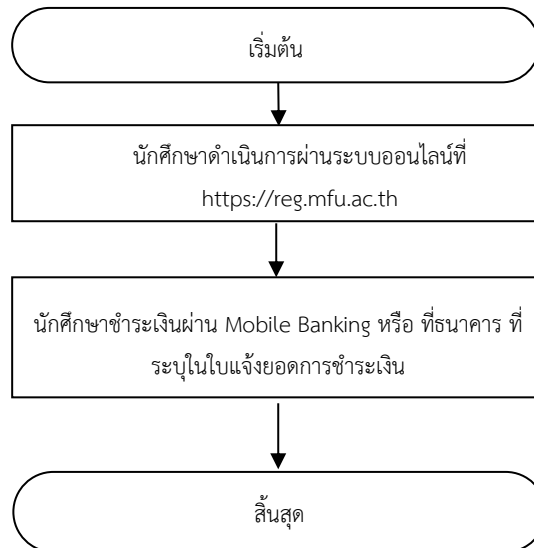 เริ่มต้น
นักศึกษาดำเนินการผ่านระบบออนไลน์ที่
https://reg.mfu.ac.th
นักศึกษาชำระเงินผ่าน Mobile Banking หรือ ที่ธนาคาร ที่
ระบุในใบแจ้งยอดการชำระเงิน
สิ้นสุด